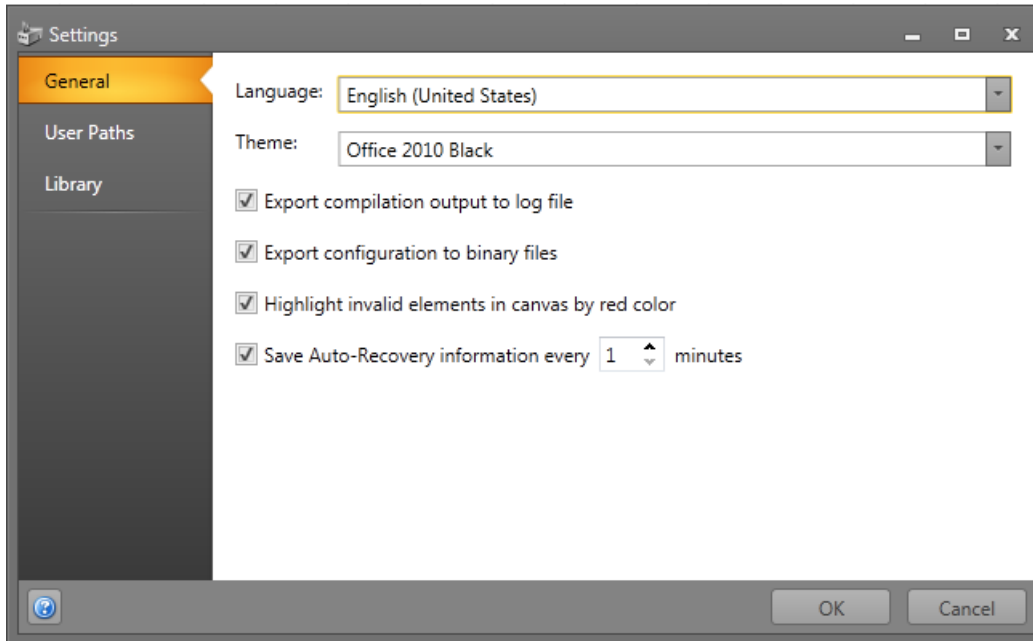 Settings
General
User Paths
Library
Language: English (United States)
Theme: Office 2010 Black
Export compilation output to log file
Export configuration to binary files
Highlight invalid elements in canvas by red color
Save Auto-Recovery information every 1 minutes
OK Cancel